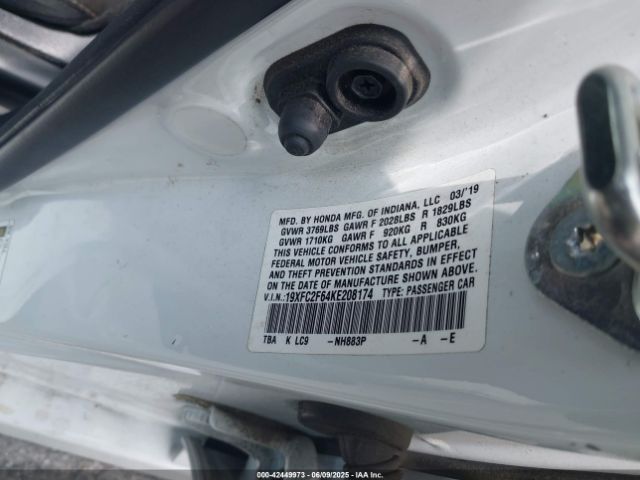 MFD. BY HONDA MFG. OF INDIANA, LLC 03/'19
GVWR 3769LBS GAWR F 2028LBS R 1829LBS
GVWR 1710KG GAWR F 920KG R 830KG
THIS VEHICLE CONFORMS TO ALL APPLICABLE
FEDERAL MOTOR VEHICLE SAFETY, BUMPER,
AND THEFT PREVENTION STANDARDS IN EFFECT
ON THE DATE OF MANUFACTURE SHOWN ABOVE.
V.I.N.: 19XFC2F64KE208174 TYPE: PASSENGER CAR
TBA K LC9 -NH883P -A -E
000-42449973 - 06/09/2025 - IAA Inc.